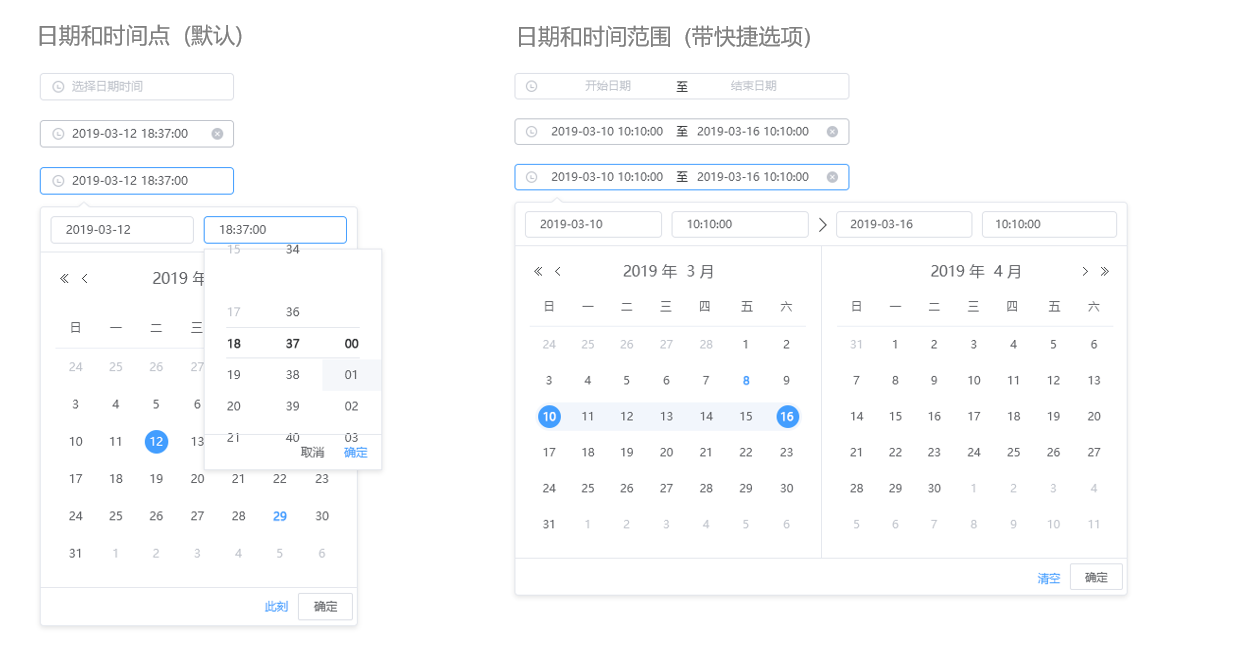 日期和时间点 (默认)
选择日期时间
2019-03-12 18:37:00
2019-03-12 18:37:00
2019-03-12 18:37:00
2019 年
日 一 二 三
24 25 26 27
3 4 5 6
10 11 12 13
17 18 19 20 21 22 23
24 25 26 27 28 29 30
31 1 2 3 4 5 6
15 34
17 36
18 37 00
19 38 01
20 39 02
21 40 03
取消 确定
此刻 确定
日期和时间范围 (带快捷选项)
开始日期 至 结束日期
2019-03-10 10:10:00 至 2019-03-16 10:10:00
2019-03-10 10:10:00 至 2019-03-16 10:10:00
2019-03-10 10:10:00 2019-03-16 10:10:00
2019 年 3 月
日 一 二 三 四 五 六
24 25 26 27 28 1 2
3 4 5 6 7 8 9
10 11 12 13 14 15 16
17 18 19 20 21 22 23
24 25 26 27 28 29 30
31 1 2 3 4 5 6
2019 年 4 月
日 一 二 三 四 五 六
31 1 2 3 4 5 6
7 8 9 10 11 12 13
14 15 16 17 18 19 20
21 22 23 24 25 26 27
28 29 30 1 2 3 4
5 6 7 8 9 10 11
清空 确定